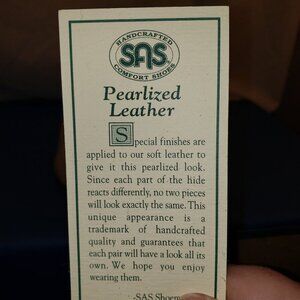 HANDCRAFTED
SAS
COMFORT SHOES
Pearlized
Leather
Special finishes are
applied to our soft leather to
give it this pearlized look.
Since each part of the hide
reacts differently, no two pieces
will look exactly the same. This
unique appearance is a
trademark of handcrafted
quality and guarantees that
each pair will have a look all its
own. We hope you enjoy
wearing them.
-SAS